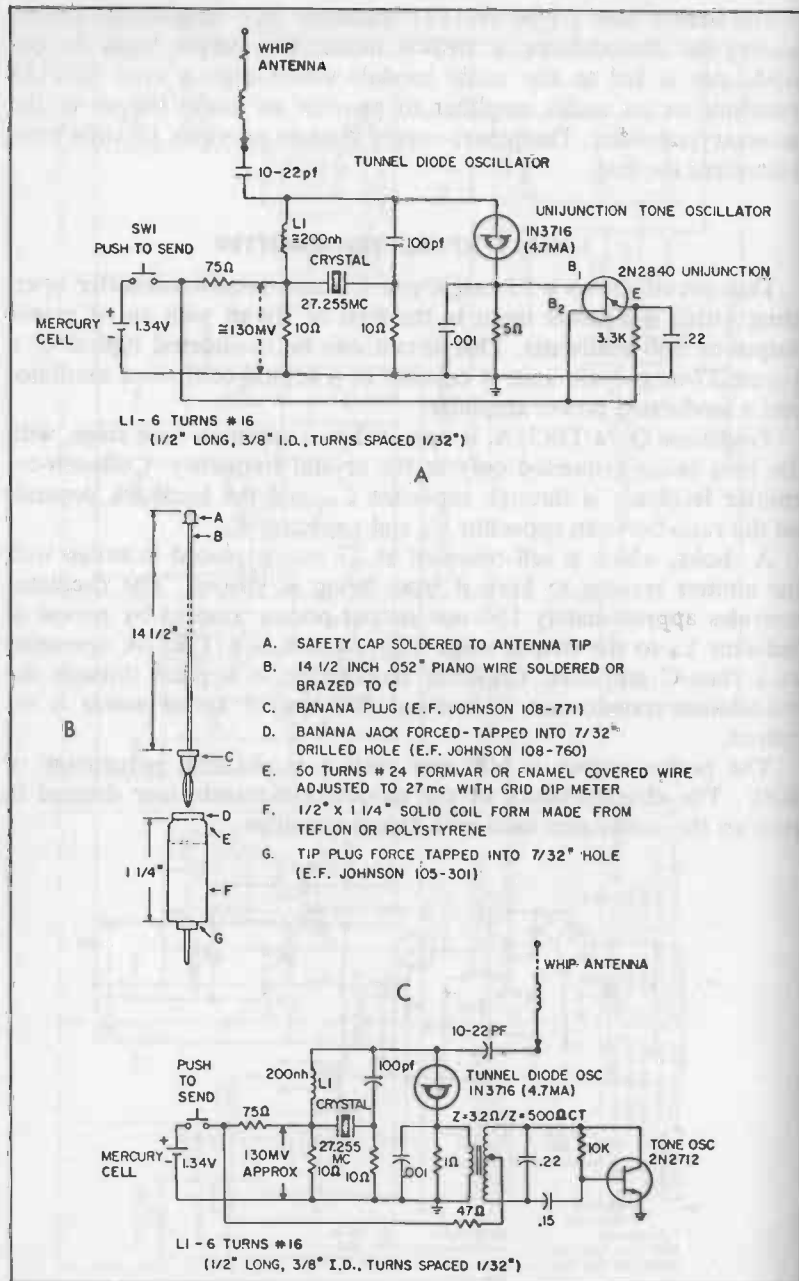 WHIP
ANTENNA
10-22pf
TUNNEL DIODE OSCILLATOR
SW1
PUSH TO SEND
75Ω
L1
≅200nh
CRYSTAL
27.255MC
100pf
1N3716
(4.7MA)
UNIJUNCTION TONE OSCILLATOR
B1
B2
E
2N2840 UNIJUNCTION
MERCURY
CELL
+
1.34V
≅130MV
10Ω
10Ω
.001
5Ω
3.3K
.22
L1 - 6 TURNS #16
(1/2" LONG, 3/8" I.D., TURNS SPACED 1/32")
A
A
B
14 1/2"
B
C
D
E
1 1/4"
F
G
A. SAFETY CAP SOLDERED TO ANTENNA TIP
B. 14 1/2 INCH .052" PIANO WIRE SOLDERED OR
BRAZED TO C
C. BANANA PLUG (E.F. JOHNSON 108-771)
D. BANANA JACK FORCED-TAPPED INTO 7/32"
DRILLED HOLE (E.F. JOHNSON 108-760)
E. 50 TURNS #24 FORMVAR OR ENAMEL COVERED WIRE
ADJUSTED TO 27 mc WITH GRID DIP METER
F. 1/2" X 1 1/4" SOLID COIL FORM MADE FROM
TEFLON OR POLYSTYRENE
G. TIP PLUG FORCE TAPPED INTO 7/32" HOLE
(E.F. JOHNSON 105-301)
C
WHIP ANTENNA
10-22PF
PUSH
TO
SEND
200nh
L1
100pf
TUNNEL DIODE OSC
1N3716 (4.7MA)
75Ω
CRYSTAL
27.255
MC
Z=3.2Ω/Z=500ΩCT
MERCURY
CELL
+
-
1.34V
130MV
APPROX
10Ω
10Ω
.001
1Ω
.22
10K
TONE OSC
2N2712
.15
47Ω
L1 - 6 TURNS #16
(1/2" LONG, 3/8" I.D., TURNS SPACED 1/32")